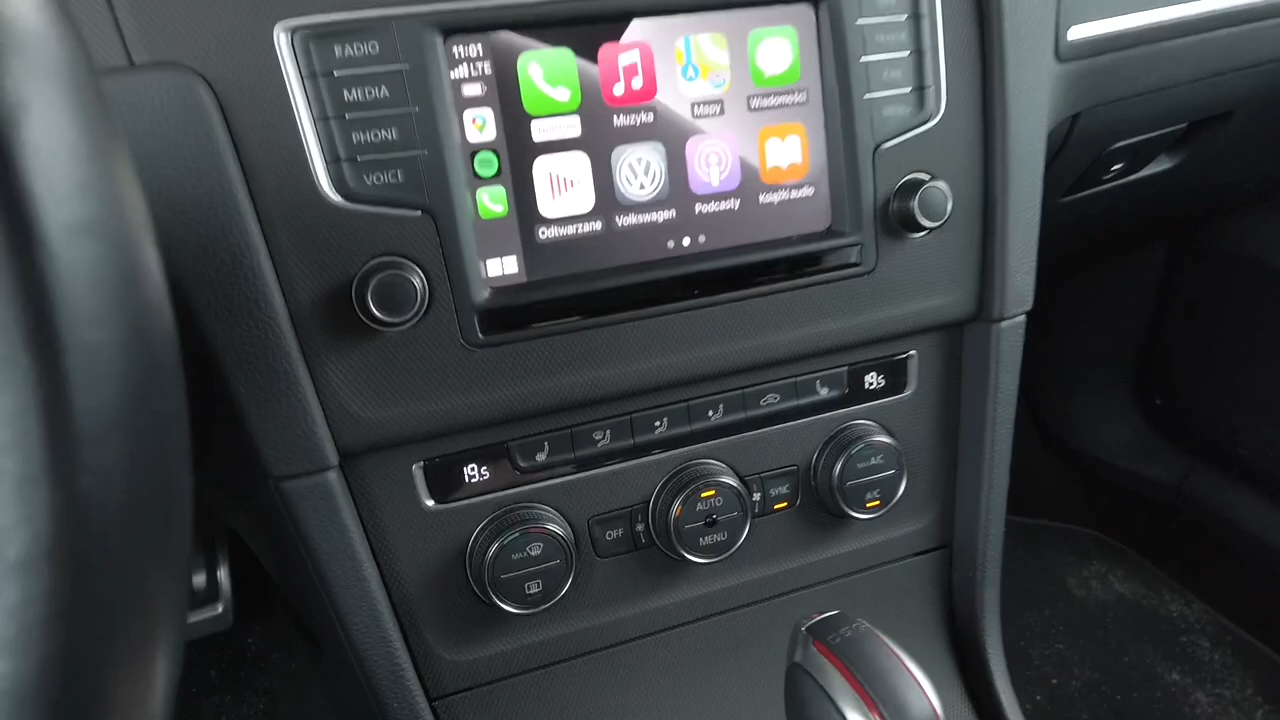 RADIO
MEDIA
PHONE
VOICE
11:01
LTE
Muzyka
Mapy
Wiadomości
Odtwarzane
Volkswagen
Podcasty
Książki audio
19.5
19.5
OFF
AUTO
MENU
SYNC
MAX A/C
A/C
MAX